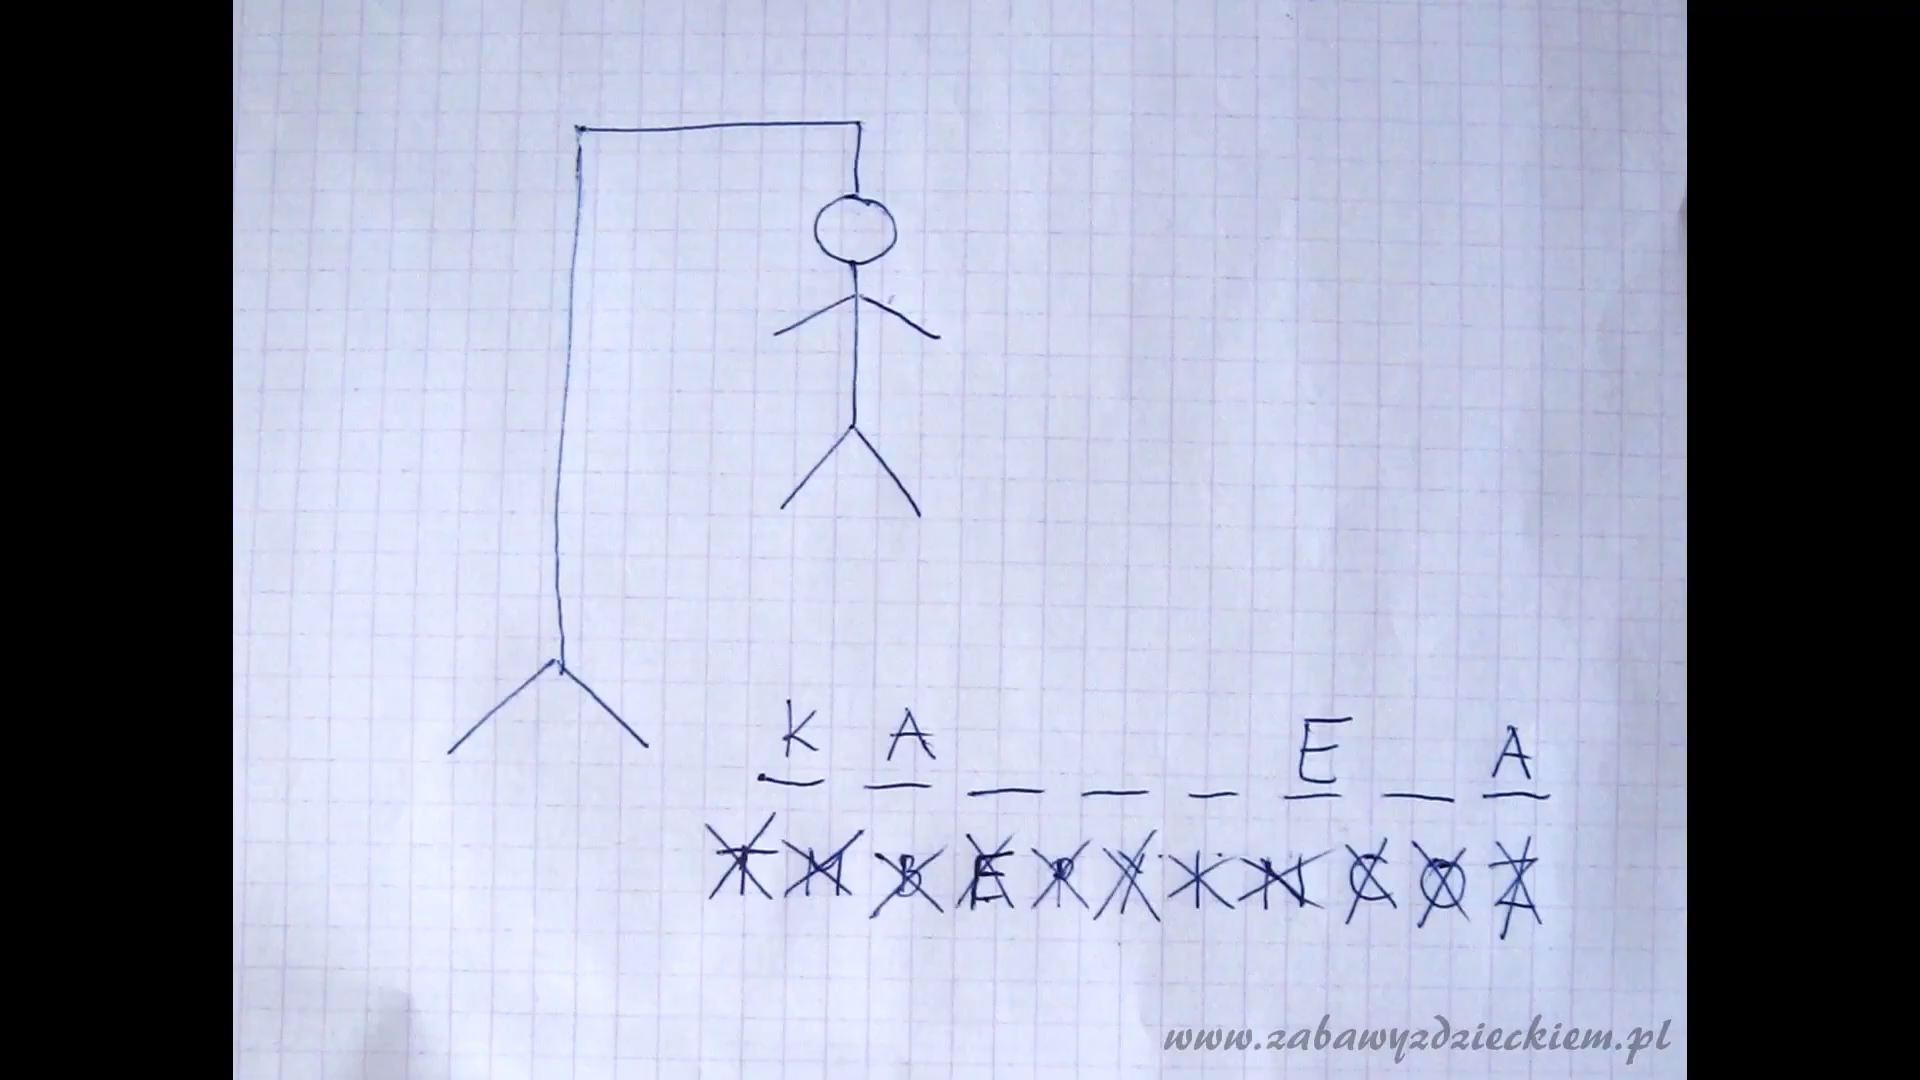 K A _ _ _ E _ A
T M B E P Y K N C O Z
www.zabawyzdzieckiem.pl